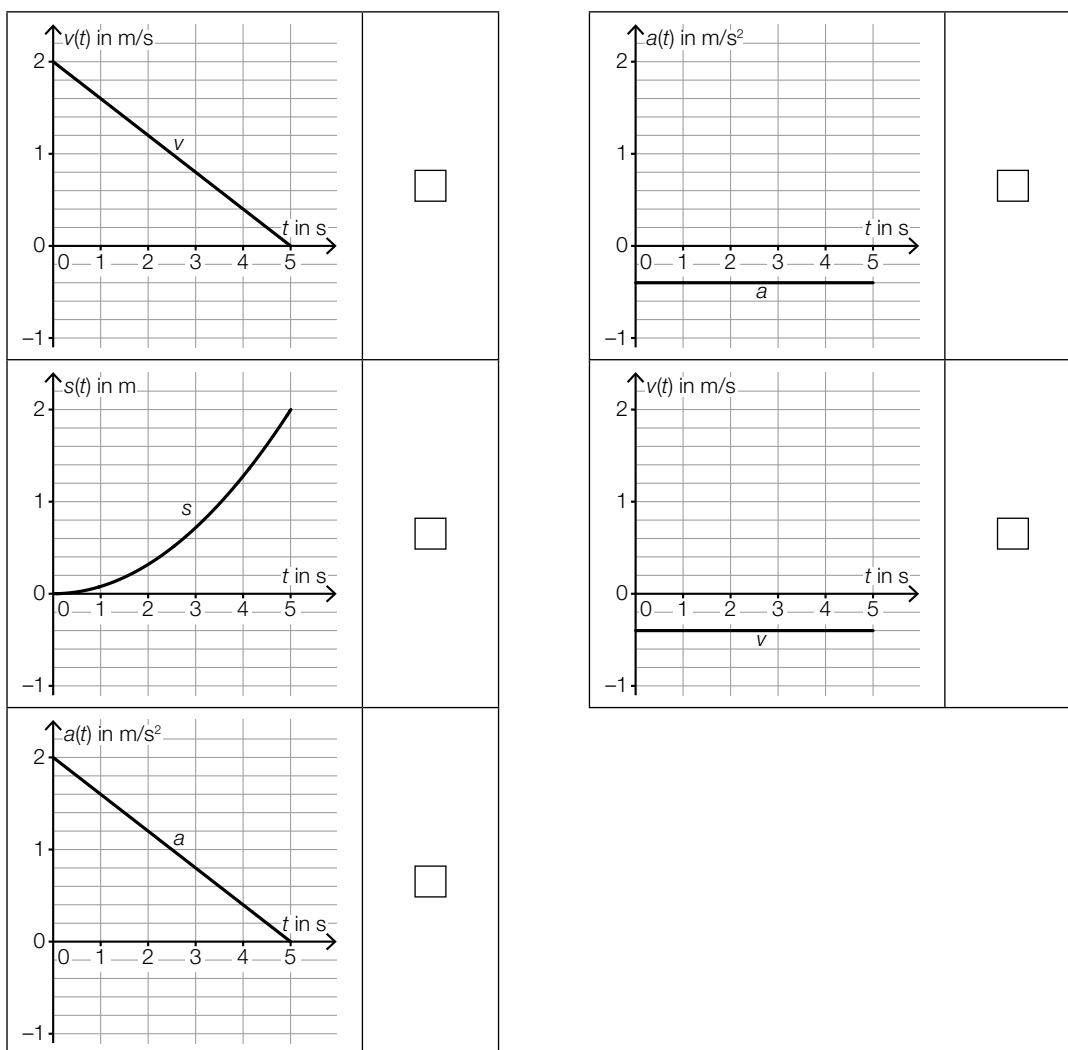 v(t) in m/s
2
1
0
–1
v
t in s
0 1 2 3 4 5
a(t) in m/s²
2
1
0
–1
a
t in s
0 1 2 3 4 5
s(t) in m
2
1
0
–1
s
t in s
0 1 2 3 4 5
v(t) in m/s
2
1
0
–1
v
t in s
0 1 2 3 4 5
a(t) in m/s²
2
1
0
–1
a
t in s
0 1 2 3 4 5